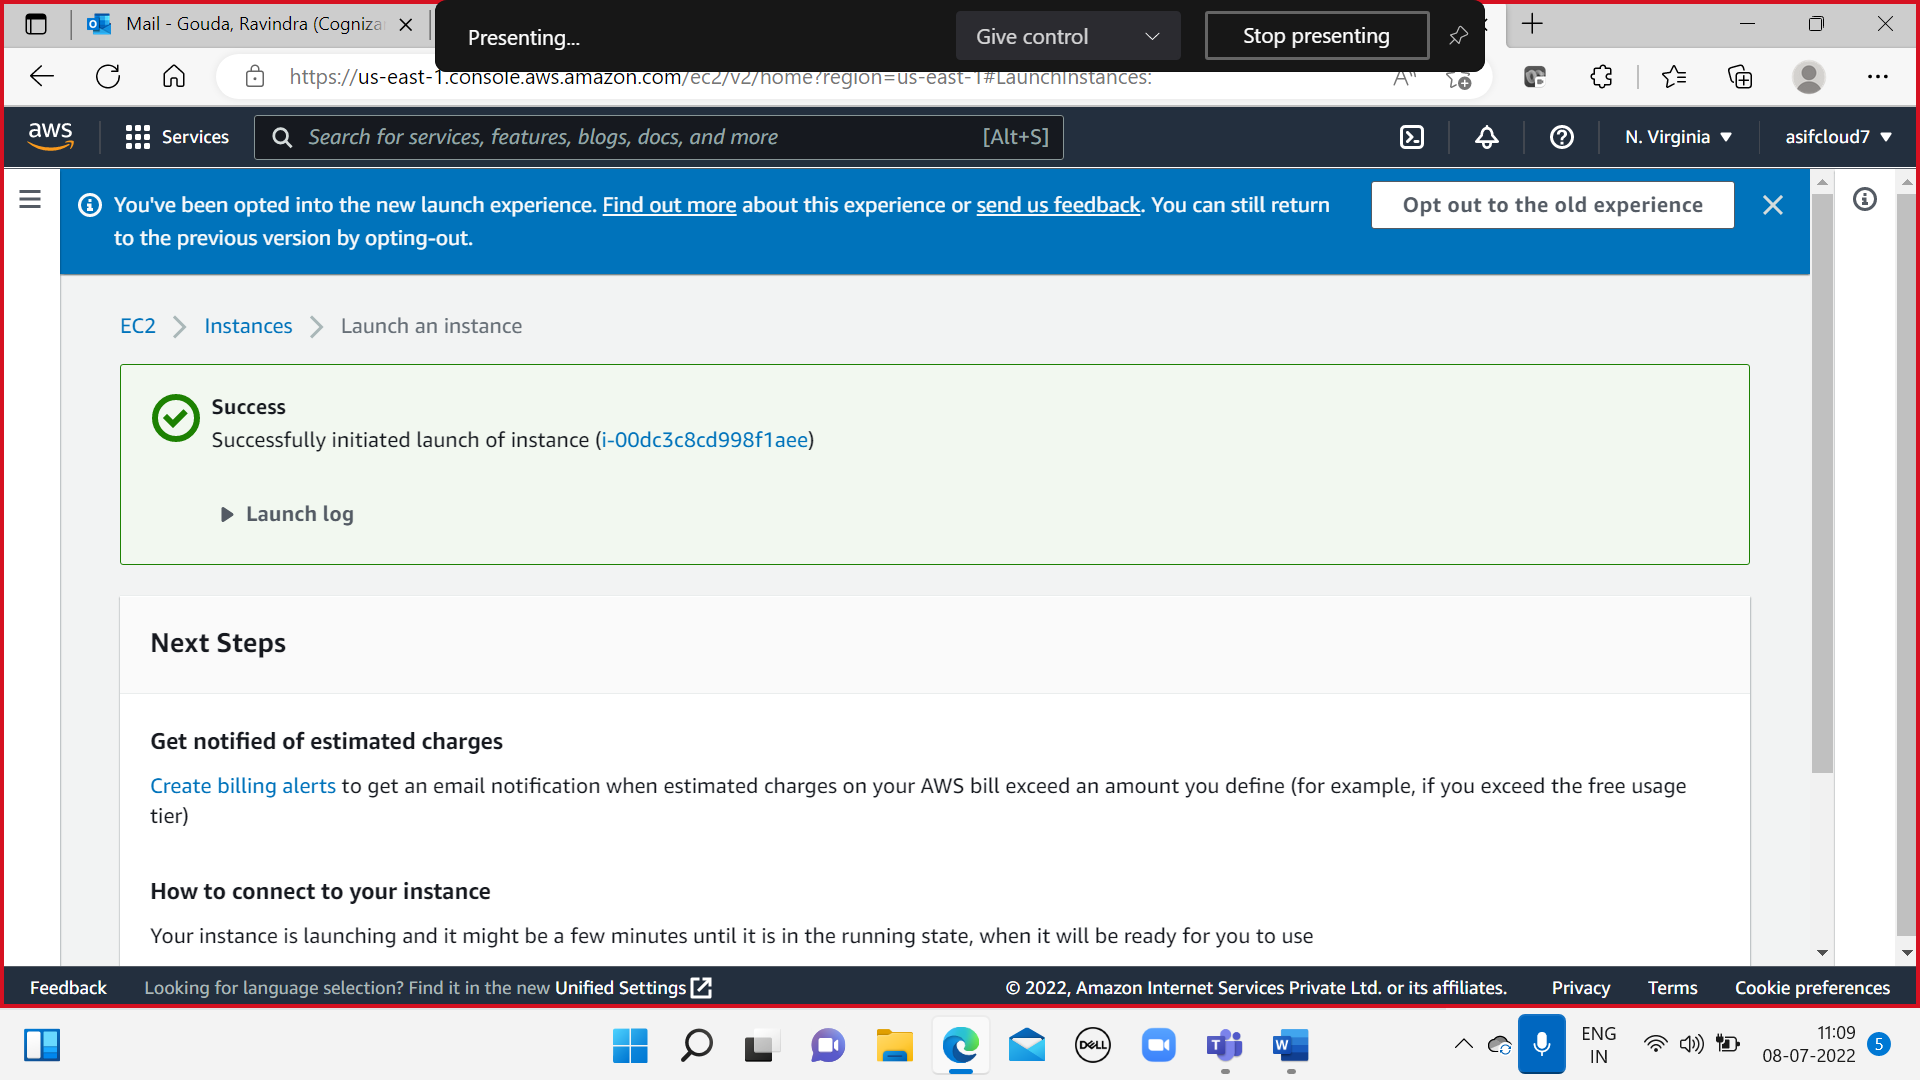 Mail - Gouda, Ravindra (Cogniza
Presenting...
Give control
Stop presenting
https://us-east-1.console.aws.amazon.com/ec2/v2/home?region=us-east-1#LaunchInstances:
aws
Services
Search for services, features, blogs, docs, and more
[Alt+S]
N. Virginia
asifcloud7
You've been opted into the new launch experience. Find out more about this experience or send us feedback. You can still return
to the previous version by opting-out.
Opt out to the old experience
EC2
Instances
Launch an instance
Success
Successfully initiated launch of instance (i-00dc3c8cd998f1aee)
Launch log
Next Steps
Get notified of estimated charges
Create billing alerts to get an email notification when estimated charges on your AWS bill exceed an amount you define (for example, if you exceed the free usage
tier)
How to connect to your instance
Your instance is launching and it might be a few minutes until it is in the running state, when it will be ready for you to use
Feedback
Looking for language selection? Find it in the new Unified Settings
© 2022, Amazon Internet Services Private Ltd. or its affiliates.
Privacy
Terms
Cookie preferences
DELL
T
W
ENG
IN
11:09
08-07-2022
5